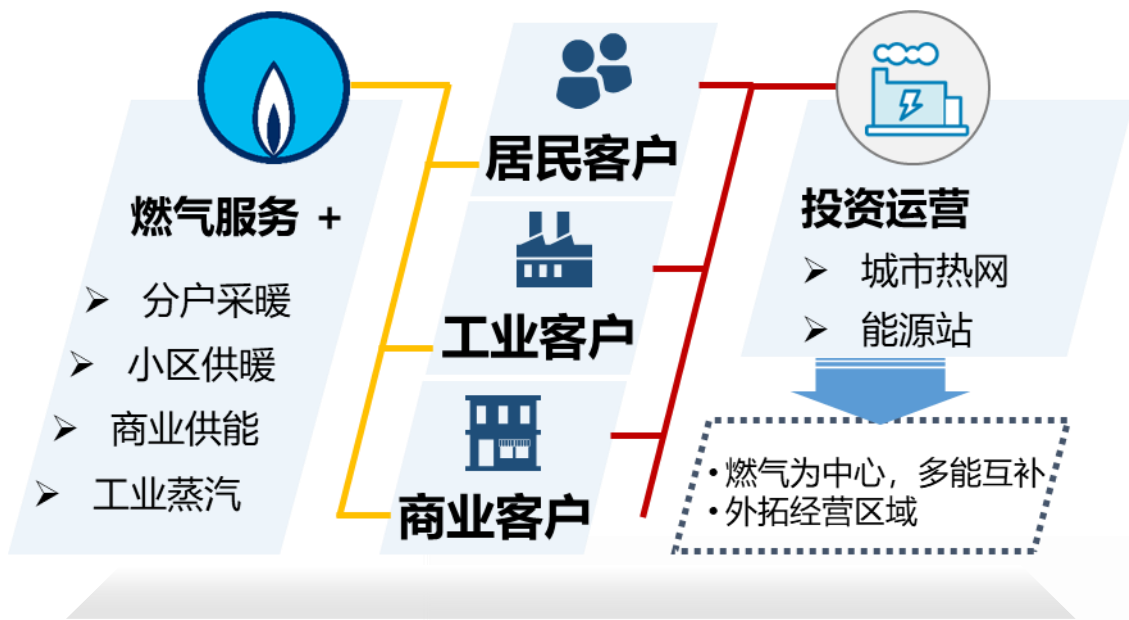 燃气服务 +
分户采暖
小区供暖
商业供能
工业蒸汽
居民客户
工业客户
商业客户
投资运营
城市热网
能源站
•燃气为中心，多能互补
•外拓经营区域